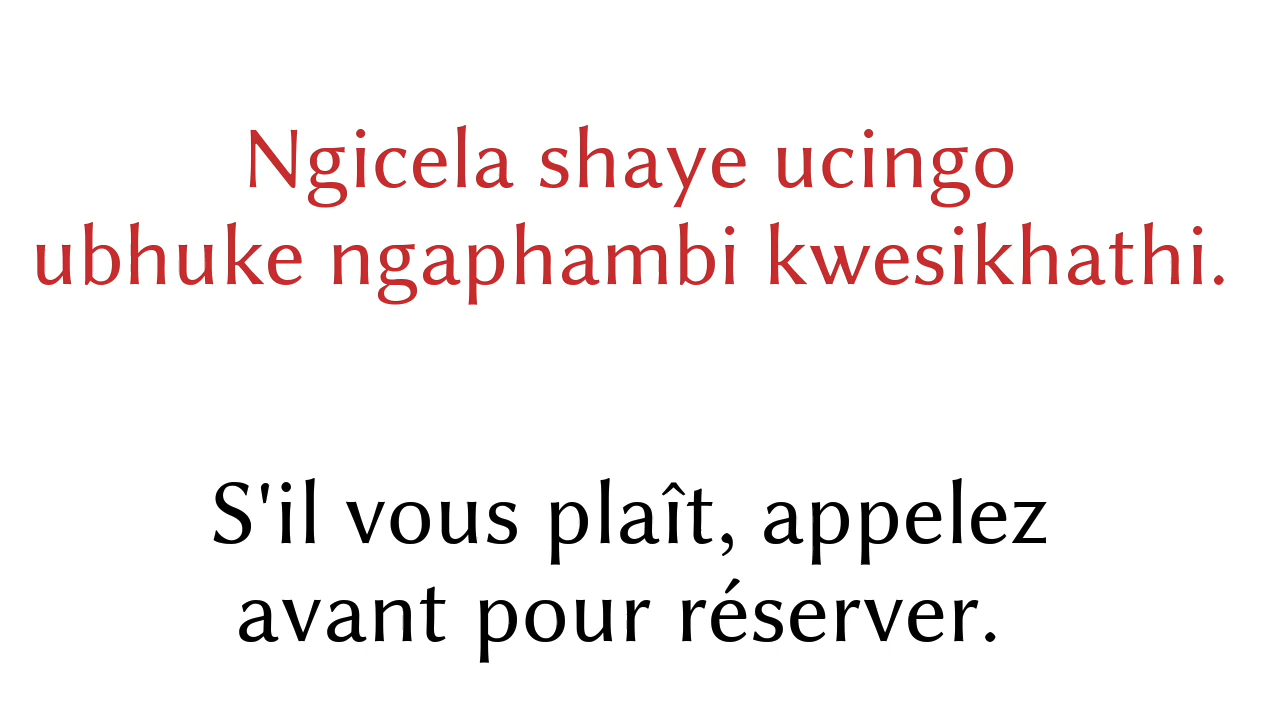 Ngicela shaye ucingo
ubhuke ngaphambi kwesikhathi.
S'il vous plaît, appelez
avant pour réserver.